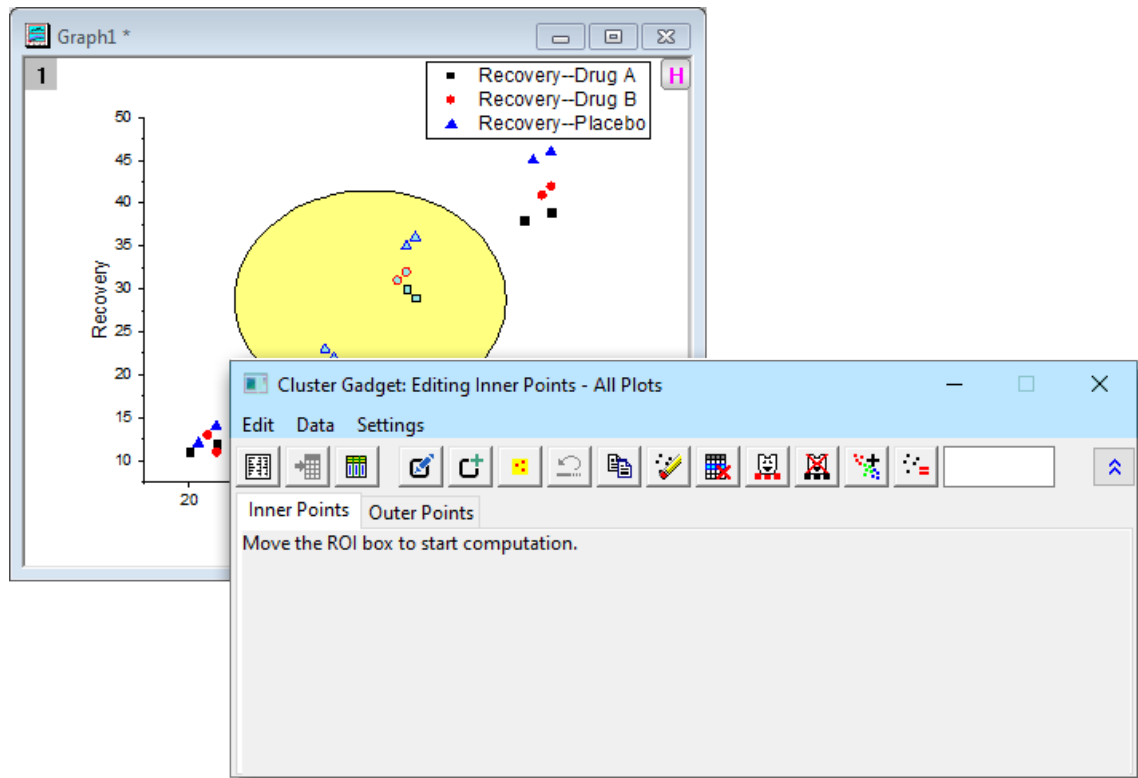 Graph1 *
1
H
Recovery--Drug A
Recovery--Drug B
Recovery--Placebo
50
45
40
35
30
25
20
15
10
Recovery
20
Cluster Gadget: Editing Inner Points - All Plots
Edit Data Settings
Inner Points Outer Points
Move the ROI box to start computation.